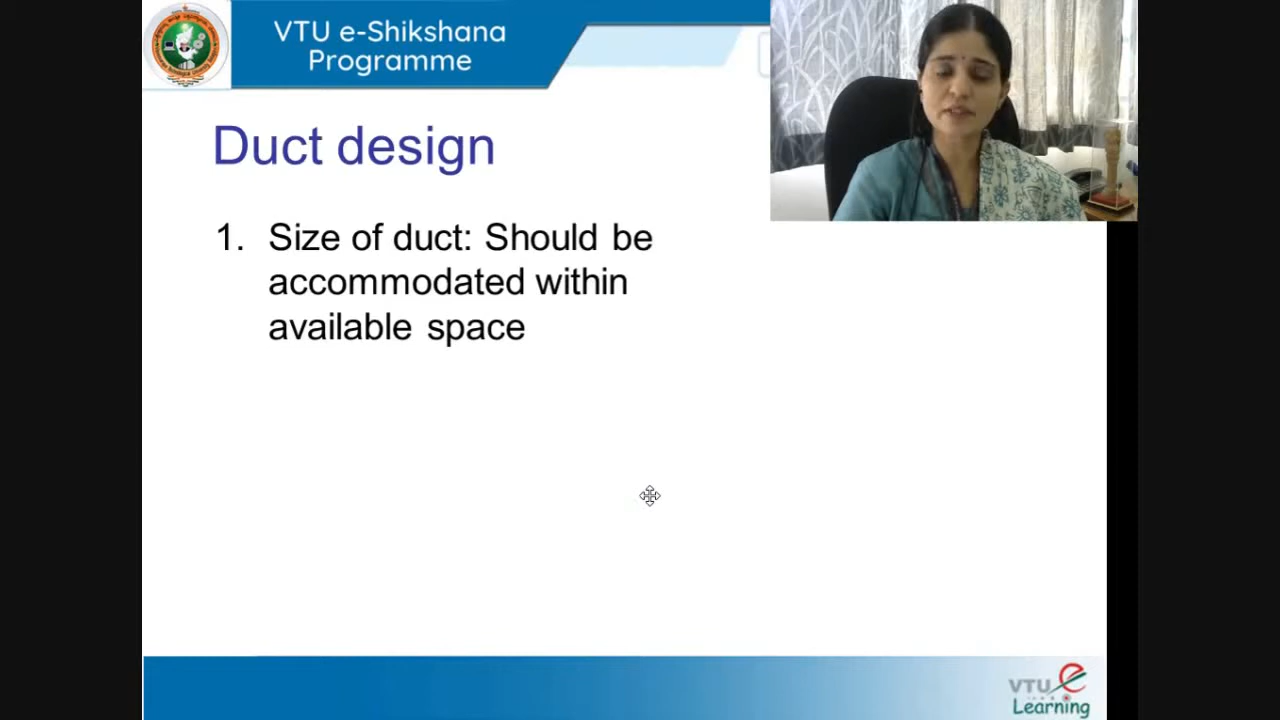 VTU e-Shikshana
Programme
Duct design
1. Size of duct: Should be
accommodated within
available space
VTU e
Learning